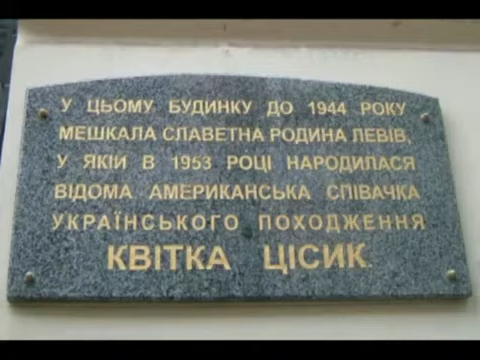 У ЦЬОМУ БУДИНКУ ДО 1944 РОКУ
МЕШКАЛА СЛАВЕТНА РОДИНА ЛЕВІВ,
У ЯКІЙ В 1953 РОЦІ НАРОДИЛАСЯ
ВІДОМА АМЕРИКАНСЬКА СПІВАЧКА
УКРАЇНСЬКОГО ПОХОДЖЕННЯ
КВІТКА ЦІСИК.